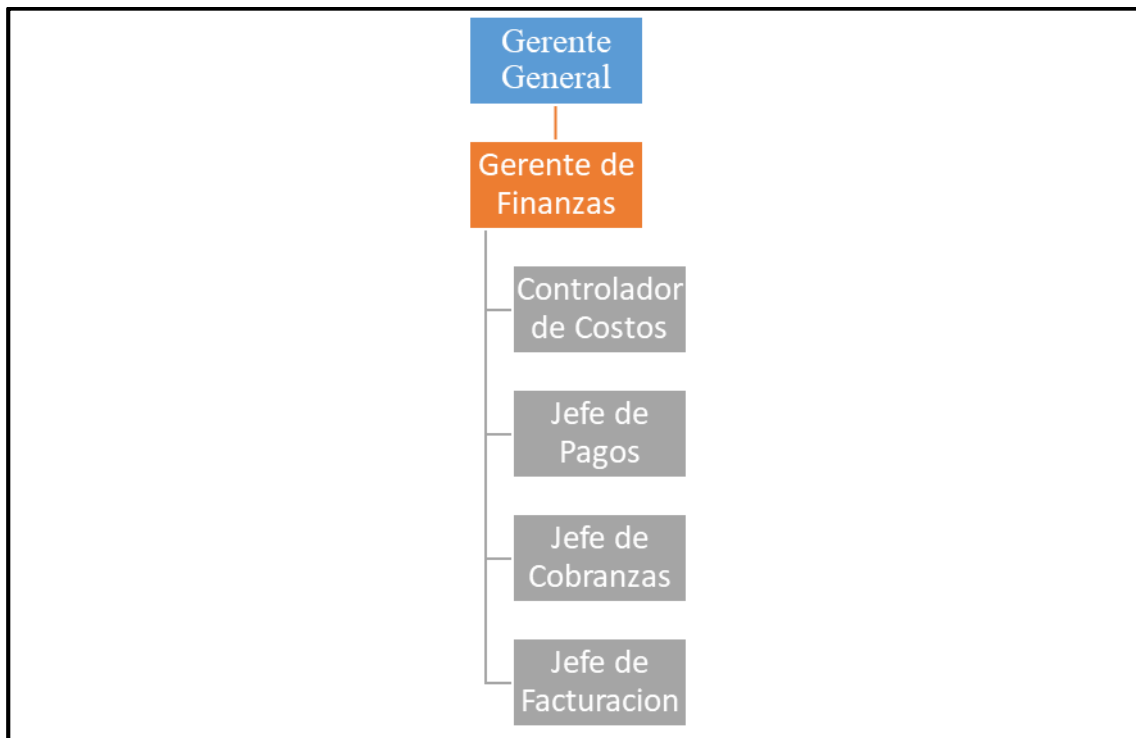 Gerente
General
Gerente de
Finanzas
Controlador
de Costos
Jefe de
Pagos
Jefe de
Cobranzas
Jefe de
Facturacion